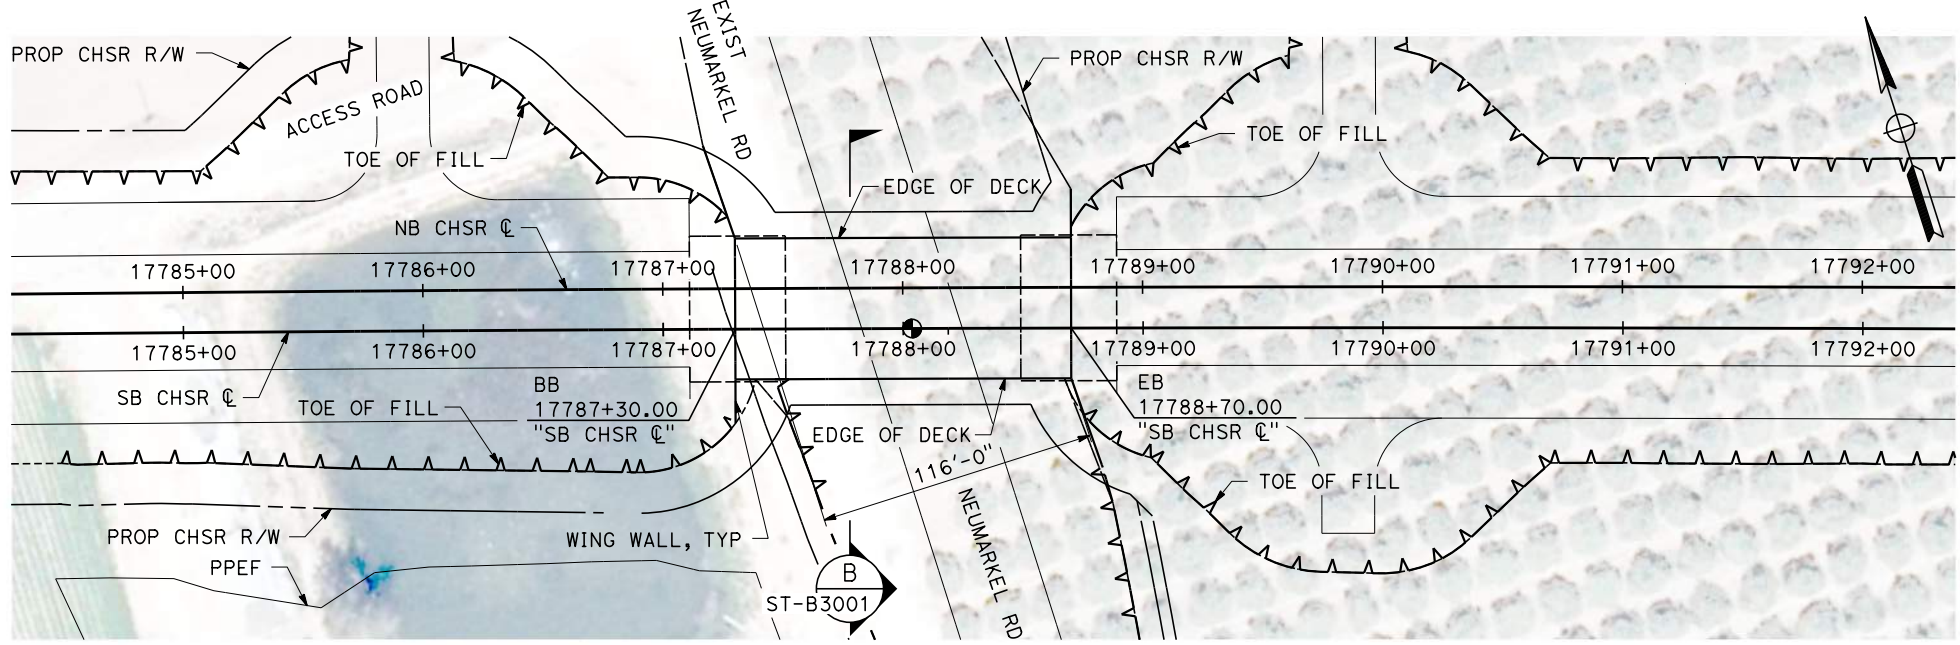 EXIST
NEUMARKEL RD
PROP CHSR R/W
PROP CHSR R/W
ACCESS ROAD
TOE OF FILL
TOE OF FILL
EDGE OF DECK
NB CHSR ℄
17785+00
17786+00
17787+00
17788+00
17789+00
17790+00
17791+00
17792+00
17785+00
17786+00
17787+00
17788+00
17789+00
17790+00
17791+00
17792+00
SB CHSR ℄
TOE OF FILL
BB
17787+30.00
"SB CHSR ℄"
EB
17788+70.00
"SB CHSR ℄"
EDGE OF DECK
116'-0"
TOE OF FILL
NEUMARKEL RD
PROP CHSR R/W
WING WALL, TYP
PPEF
B
ST-B3001